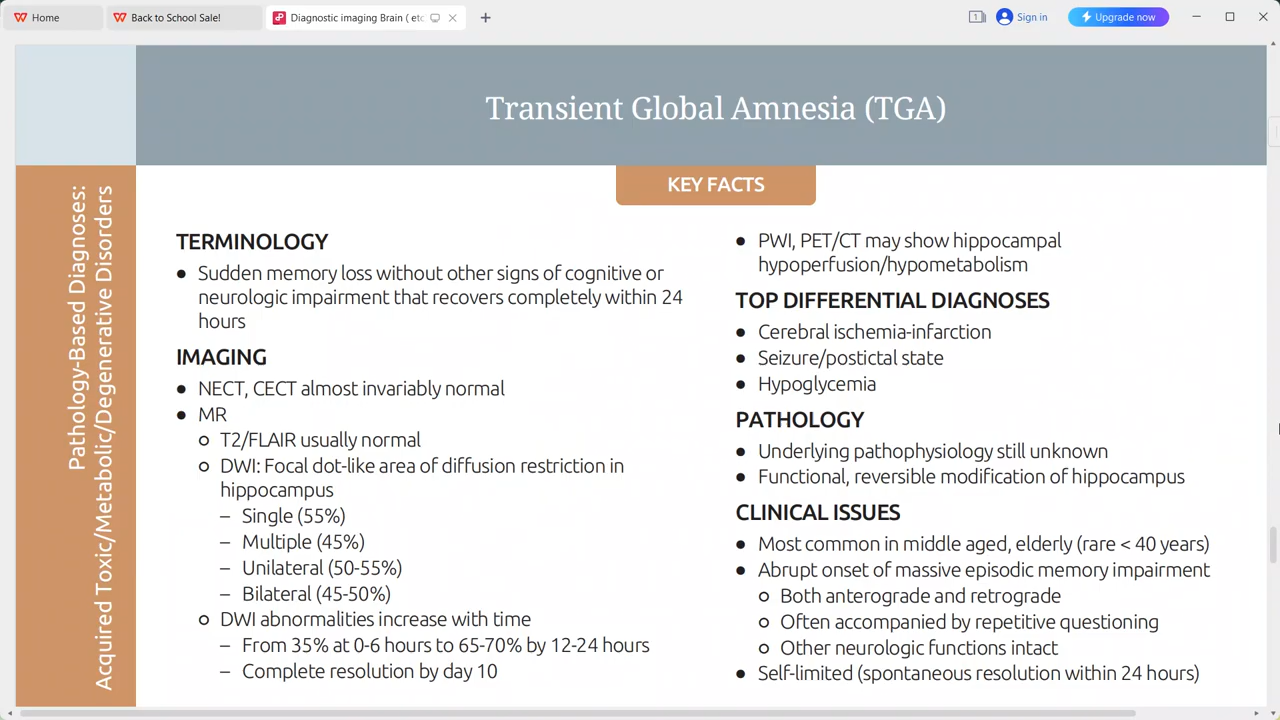 Home
Back to School Sale!
Diagnostic imaging Brain ( etc
1
Sign in
Upgrade now
Transient Global Amnesia (TGA)
Pathology-Based Diagnoses:
Acquired Toxic/Metabolic/Degenerative Disorders
KEY FACTS
TERMINOLOGY
● Sudden memory loss without other signs of cognitive or
neurologic impairment that recovers completely within 24
hours
IMAGING
● NECT, CECT almost invariably normal
● MR
○ T2/FLAIR usually normal
○ DWI: Focal dot-like area of diffusion restriction in
hippocampus
– Single (55%)
– Multiple (45%)
– Unilateral (50-55%)
– Bilateral (45-50%)
○ DWI abnormalities increase with time
– From 35% at 0-6 hours to 65-70% by 12-24 hours
– Complete resolution by day 10
● PWI, PET/CT may show hippocampal
hypoperfusion/hypometabolism
TOP DIFFERENTIAL DIAGNOSES
● Cerebral ischemia-infarction
● Seizure/postictal state
● Hypoglycemia
PATHOLOGY
● Underlying pathophysiology still unknown
● Functional, reversible modification of hippocampus
CLINICAL ISSUES
● Most common in middle aged, elderly (rare < 40 years)
● Abrupt onset of massive episodic memory impairment
○ Both anterograde and retrograde
○ Often accompanied by repetitive questioning
○ Other neurologic functions intact
● Self-limited (spontaneous resolution within 24 hours)